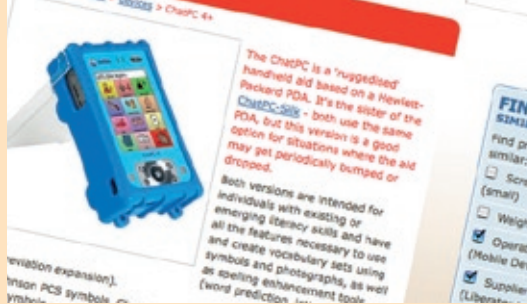 Devices > ChatPC 4+
The ChatPC is a "ruggedised"
handheld aid based on a Hewlett-
Packard PDA. It's the sister of the
ChatPC-Silk - both use the same
PDA, but this version is a good
option for situations where the aid
may get periodically bumped or
dropped.
Both versions are intended for
individuals with existing or
emerging literacy skills and have
all the features necessary to use
and create vocabulary sets using
symbols and photographs, as well
as spelling enhancement tools
(word prediction,
expansion).
PCS symbols.
FIN
Find
similar
(small)
(Mobile